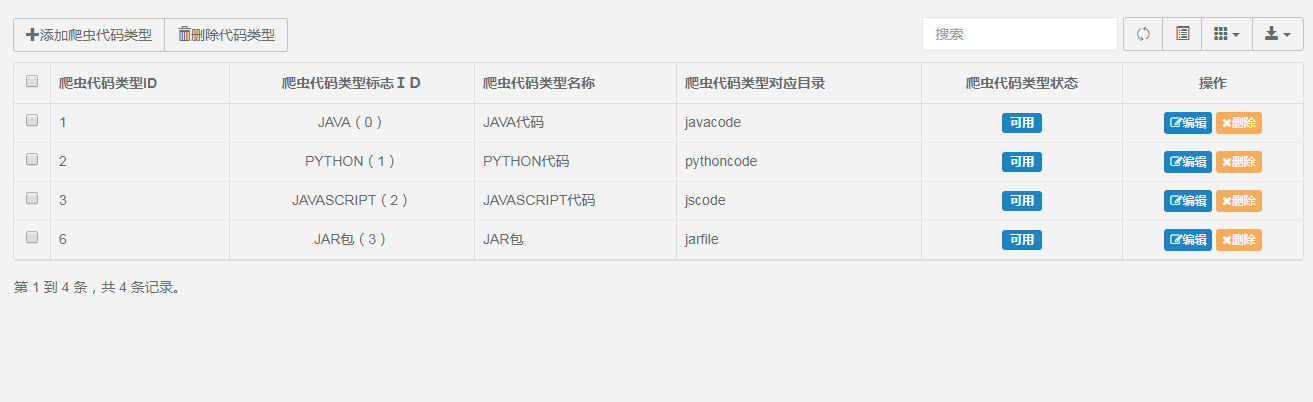 添加爬虫代码类型 删除代码类型 搜索
爬虫代码类型ID 爬虫代码类型标志ＩＤ 爬虫代码类型名称 爬虫代码类型对应目录 爬虫代码类型状态 操作
1 JAVA（0） JAVA代码 javacode 可用 编辑 删除
2 PYTHON（1） PYTHON代码 pythoncode 可用 编辑 删除
3 JAVASCRIPT（2） JAVASCRIPT代码 jscode 可用 编辑 删除
6 JAR包（3） JAR包 jarfile 可用 编辑 删除
第 1 到 4 条，共 4 条记录。